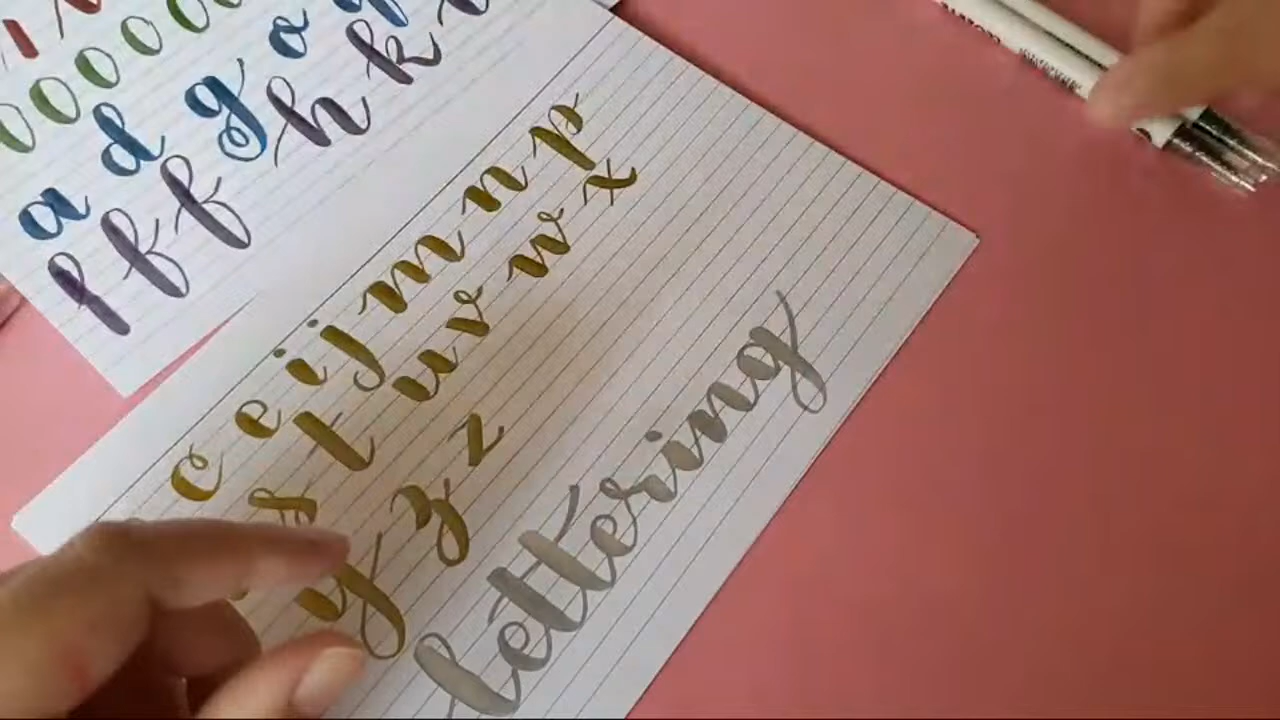 o o o o o
a d g a g
l f f h k l
c e i j m n p
s t u v w x
y z z
lettering